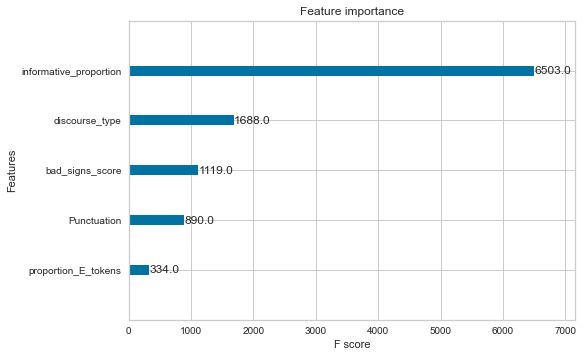 Feature importance
Features
informative_proportion 6503.0
discourse_type 1688.0
bad_signs_score 1119.0
Punctuation 890.0
proportion_E_tokens 334.0
0 1000 2000 3000 4000 5000 6000 7000
F score